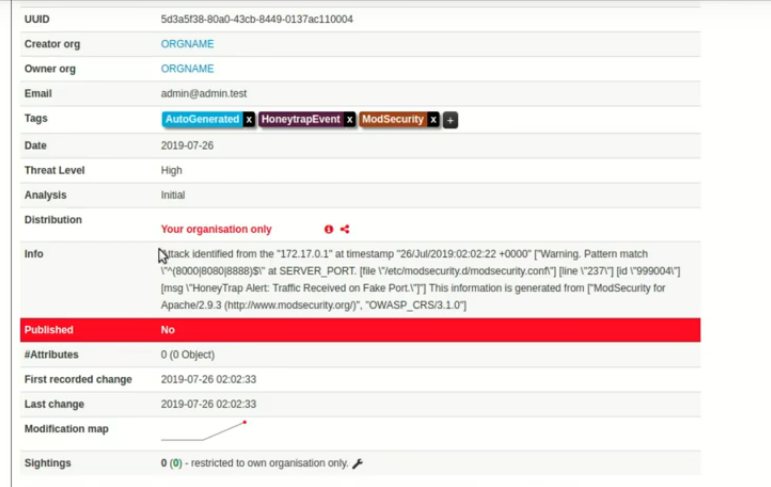 UUID 5d3a5f38-80a0-43cb-8449-0137ac110004
Creator org ORGNAME
Owner org ORGNAME
Email admin@admin.test
Tags AutoGenerated x HoneytrapEvent x ModSecurity x +
Date 2019-07-26
Threat Level High
Analysis Initial
Distribution Your organisation only
Info Attack identified from the "172.17.0.1" at timestamp "26/Jul/2019:02:02:22 +0000" ["Warning. Pattern match
\"^(8000|8080|8888)$\" at SERVER_PORT. [file \"/etc/modsecurity.d/modsecurity.conf\"] [line \"237\"] [id \"999004\"]
[msg \"HoneyTrap Alert: Traffic Received on Fake Port.\"]"] This information is generated from ["ModSecurity for
Apache/2.9.3 (http://www.modsecurity.org/)", "OWASP_CRS/3.1.0"]
Published No
#Attributes 0 (0 Object)
First recorded change 2019-07-26 02:02:33
Last change 2019-07-26 02:02:33
Modification map
Sightings 0 (0) - restricted to own organisation only.